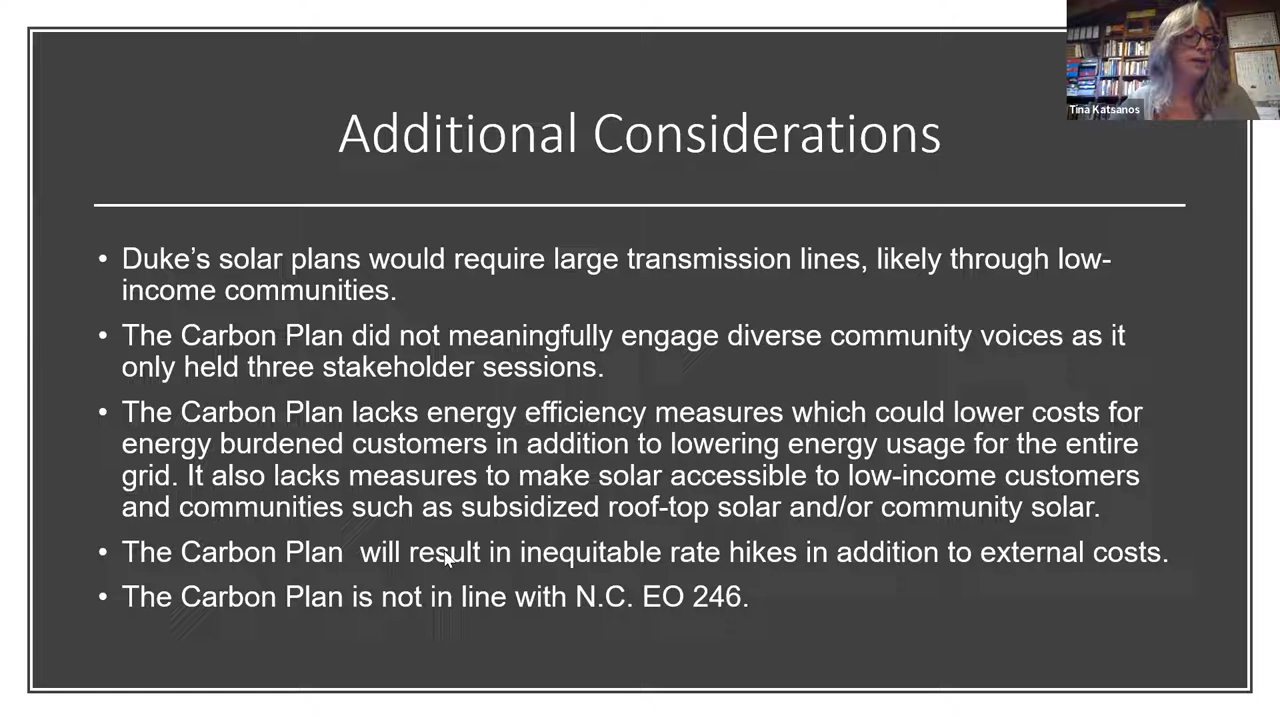 Tina Katsanos
Additional Considerations
• Duke’s solar plans would require large transmission lines, likely through low-
income communities.
• The Carbon Plan did not meaningfully engage diverse community voices as it
only held three stakeholder sessions.
• The Carbon Plan lacks energy efficiency measures which could lower costs for
energy burdened customers in addition to lowering energy usage for the entire
grid. It also lacks measures to make solar accessible to low-income customers
and communities such as subsidized roof-top solar and/or community solar.
• The Carbon Plan  will result in inequitable rate hikes in addition to external costs.
• The Carbon Plan is not in line with N.C. EO 246.